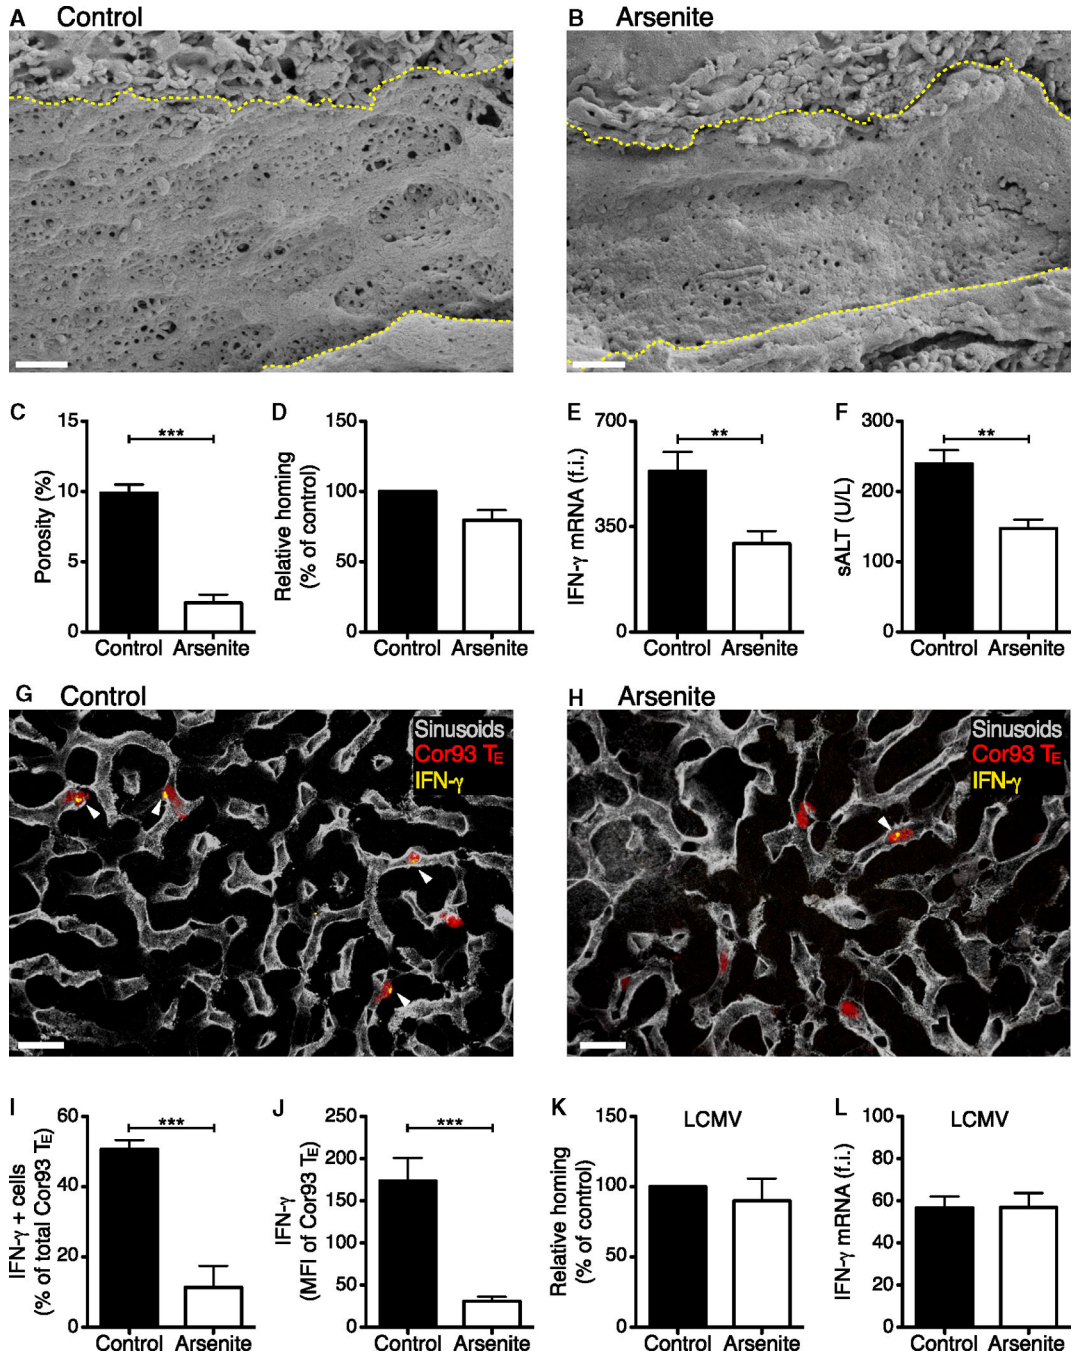 A Control
B Arsenite
C
Porosity (%)
15
10
5
0
***
Control Arsenite
D
Relative homing
(% of control)
150
100
50
0
Control Arsenite
E
IFN-γ mRNA (f.i.)
700
350
0
**
Control Arsenite
F
sALT (U/L)
300
200
100
0
**
Control Arsenite
G Control
Sinusoids
Cor93 TE
IFN-γ
H Arsenite
Sinusoids
Cor93 TE
IFN-γ
I
IFN-γ + cells
(% of total Cor93 TE)
60
40
20
0
***
Control Arsenite
J
IFN-γ
(MFI of Cor93 TE)
250
200
150
100
50
0
***
Control Arsenite
K
LCMV
Relative homing
(% of control)
150
100
50
0
Control Arsenite
L
LCMV
IFN-γ mRNA (f.i.)
100
80
60
40
20
0
Control Arsenite